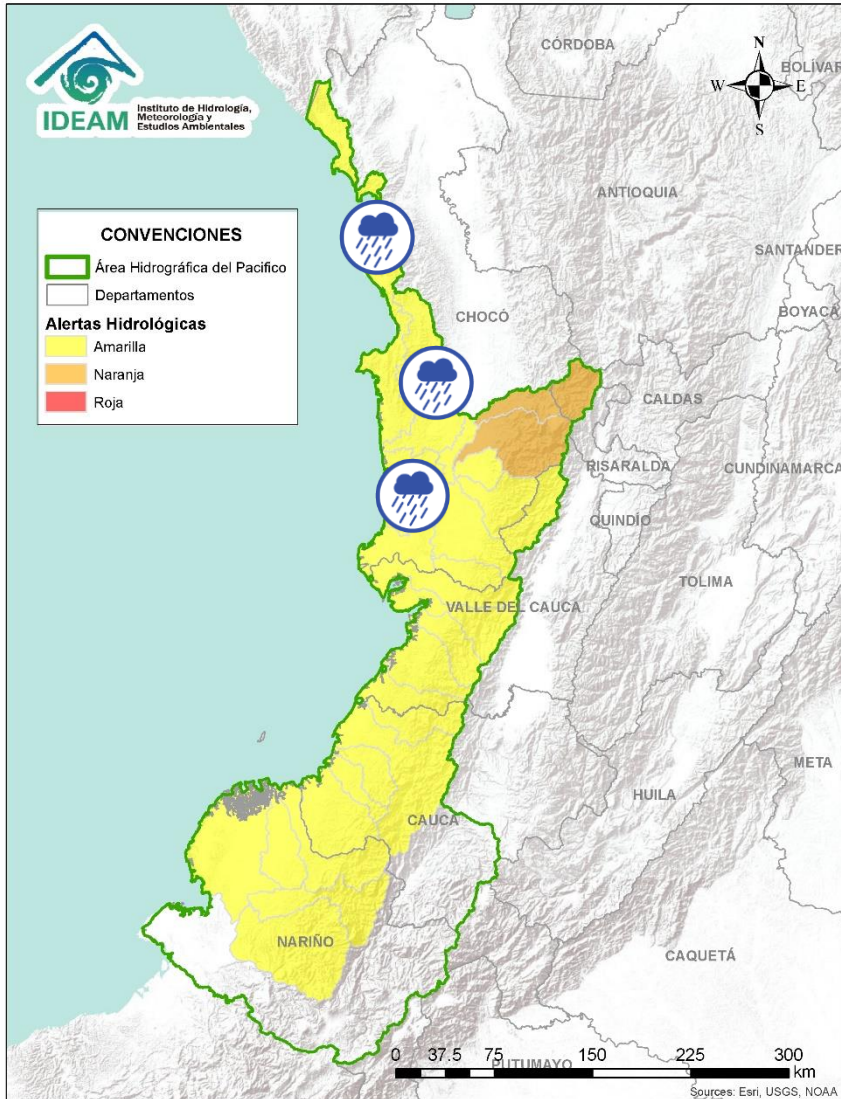 CÓRDOBA
BOLÍVAR
N
W
E
S
IDEAM
Instituto de Hidrología,
Meteorología y
Estudios Ambientales
ANTIOQUIA
CONVENCIONES
Área Hidrográfica del Pacifico
Departamentos
Alertas Hidrológicas
Amarilla
Naranja
Roja
SANTANDER
BOYACÁ
CHOCÓ
CALDAS
RISARALDA
CUNDINAMARCA
QUINDÍO
TOLIMA
VALLE DEL CAUCA
META
HUILA
CAUCA
NARIÑO
CAQUETÁ
PUTUMAYO
0 37.5 75 150 225 300
km
Sources: Esri, USGS, NOAA